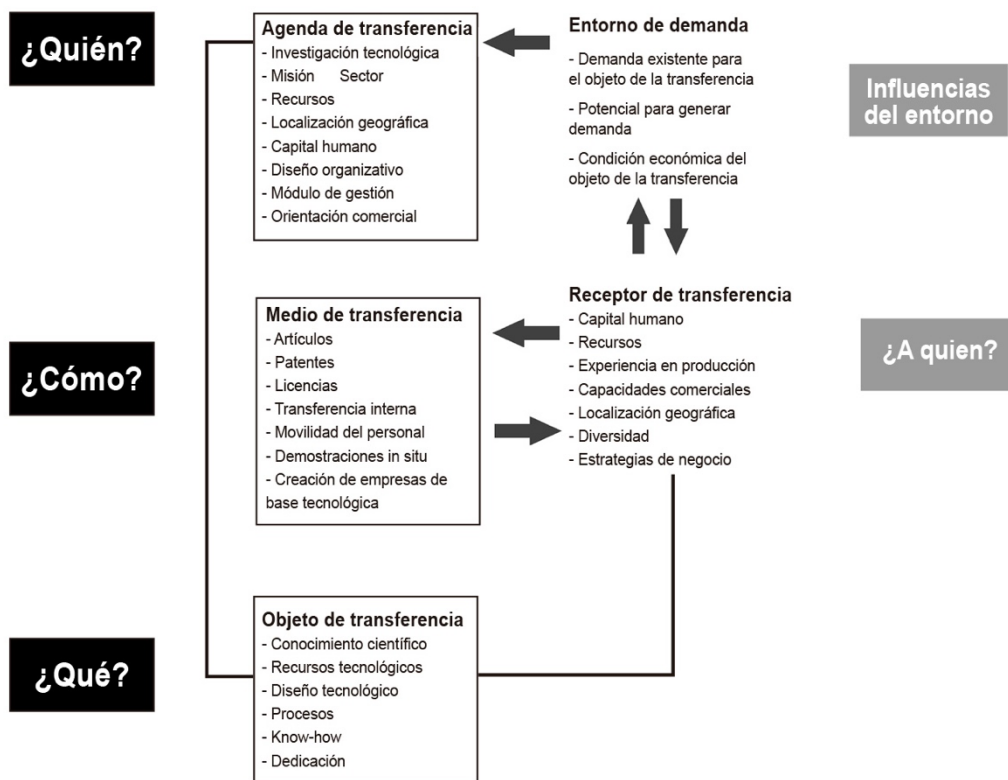 ¿Quién?
Agenda de transferencia
- Investigación tecnológica
- Misión Sector
- Recursos
- Localización geográfica
- Capital humano
- Diseño organizativo
- Módulo de gestión
- Orientación comercial
Entorno de demanda
- Demanda existente para
el objeto de la transferencia
- Potencial para generar
demanda
- Condición económica del
objeto de la transferencia
Influencias
del entorno
¿Cómo?
Medio de transferencia
- Artículos
- Patentes
- Licencias
- Transferencia interna
- Movilidad del personal
- Demostraciones in situ
- Creación de empresas de
base tecnológica
Receptor de transferencia
- Capital humano
- Recursos
- Experiencia en producción
- Capacidades comerciales
- Localización geográfica
- Diversidad
- Estrategias de negocio
¿A quien?
¿Qué?
Objeto de transferencia
- Conocimiento científico
- Recursos tecnológicos
- Diseño tecnológico
- Procesos
- Know-how
- Dedicación